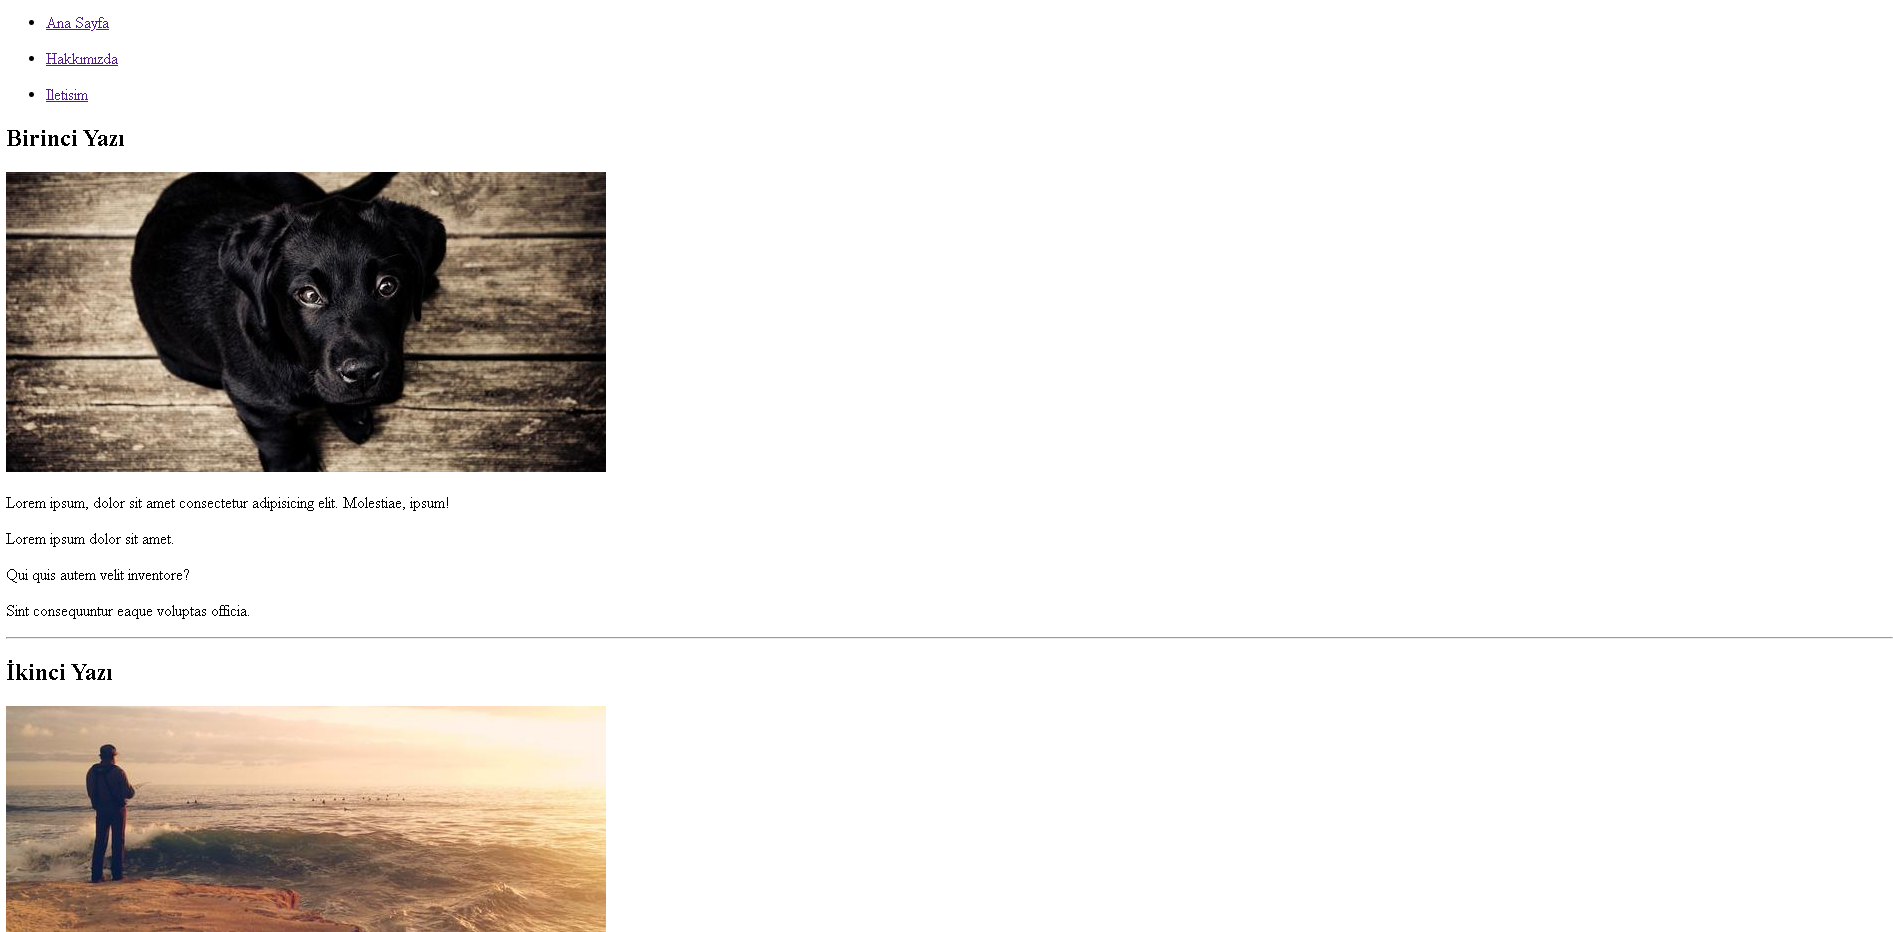 Ana Sayfa
Hakkımızda
Iletisim
Birinci Yazı
Lorem ipsum, dolor sit amet consectetur adipisicing elit. Molestiae, ipsum!
Lorem ipsum dolor sit amet.
Qui quis autem velit inventore?
Sint consequuntur eaque voluptas officia.
İkinci Yazı